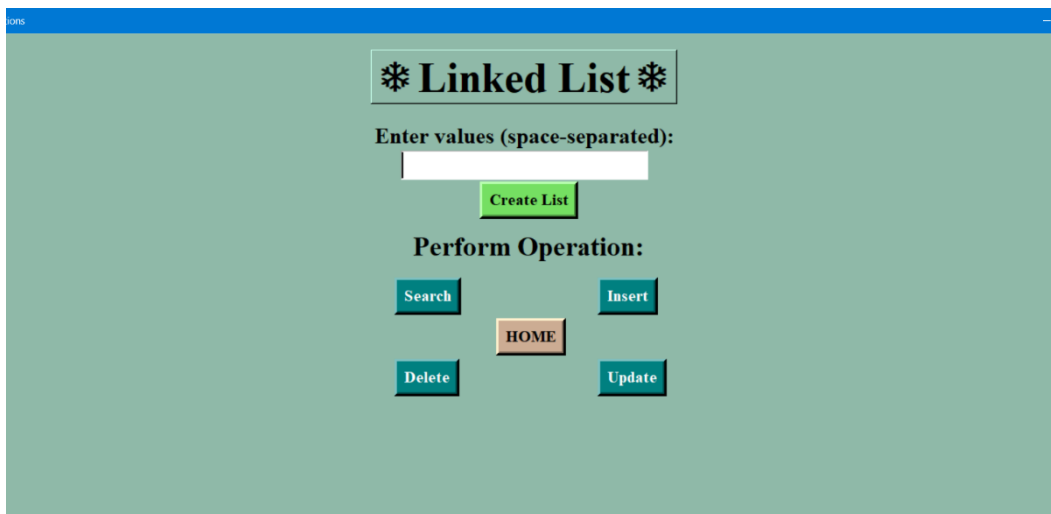 ions
❄ Linked List ❄
Enter values (space-separated):
Create List
Perform Operation:
Search
Insert
HOME
Delete
Update